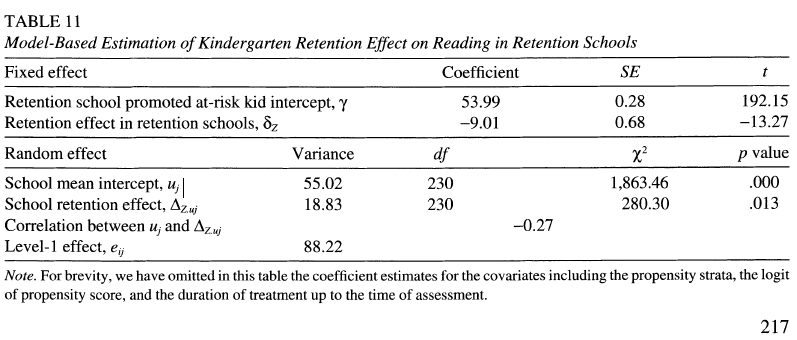 TABLE 11
Model-Based Estimation of Kindergarten Retention Effect on Reading in Retention Schools
Fixed effect Coefficient SE t
Retention school promoted at-risk kid intercept, γ 53.99 0.28 192.15
Retention effect in retention schools, δZ −9.01 0.68 −13.27
Random effect Variance df χ² p value
School mean intercept, uj 55.02 230 1,863.46 .000
School retention effect, ΔZ.uj 18.83 230 280.30 .013
Correlation between uj and ΔZ.uj −0.27
Level-1 effect, eij 88.22
Note. For brevity, we have omitted in this table the coefficient estimates for the covariates including the propensity strata, the logit
of propensity score, and the duration of treatment up to the time of assessment.
217